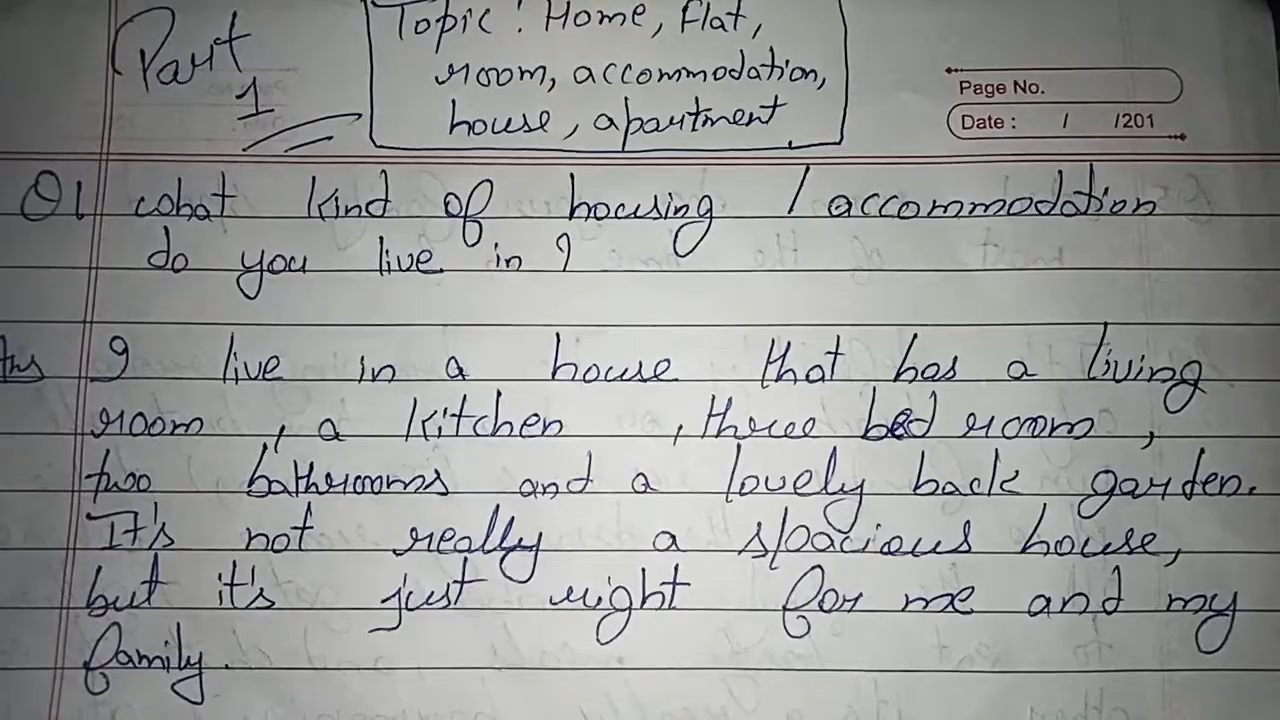 Part 1
Topic: Home, Flat,
room, accommodation,
house, apartment
Page No.
Date : / /201
Q1 what kind of housing / accommodation
do you live in ?
Ans I live in a house that has a living
room, a kitchen, three bed room,
two bathrooms and a lovely back garden.
It's not really a spacious house,
but it's just right for me and my
family.